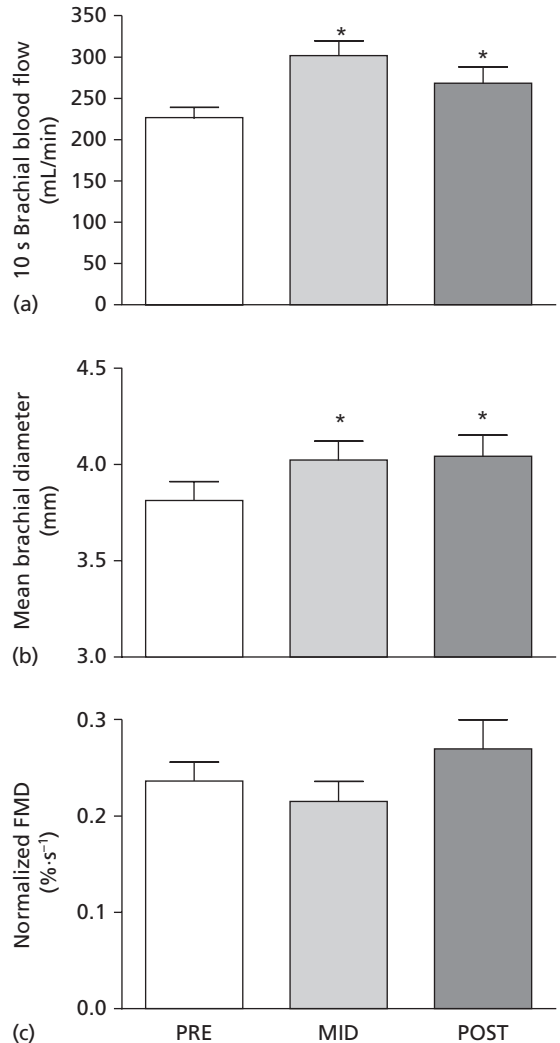 10 s Brachial blood flow
(mL/min)
350
300
250
200
150
100
50
0
*
*
(a)
Mean brachial diameter
(mm)
4.5
4.0
3.5
3.0
*
*
(b)
Normalized FMD
(%·s⁻¹)
0.3
0.2
0.1
0.0
(c)
PRE MID POST